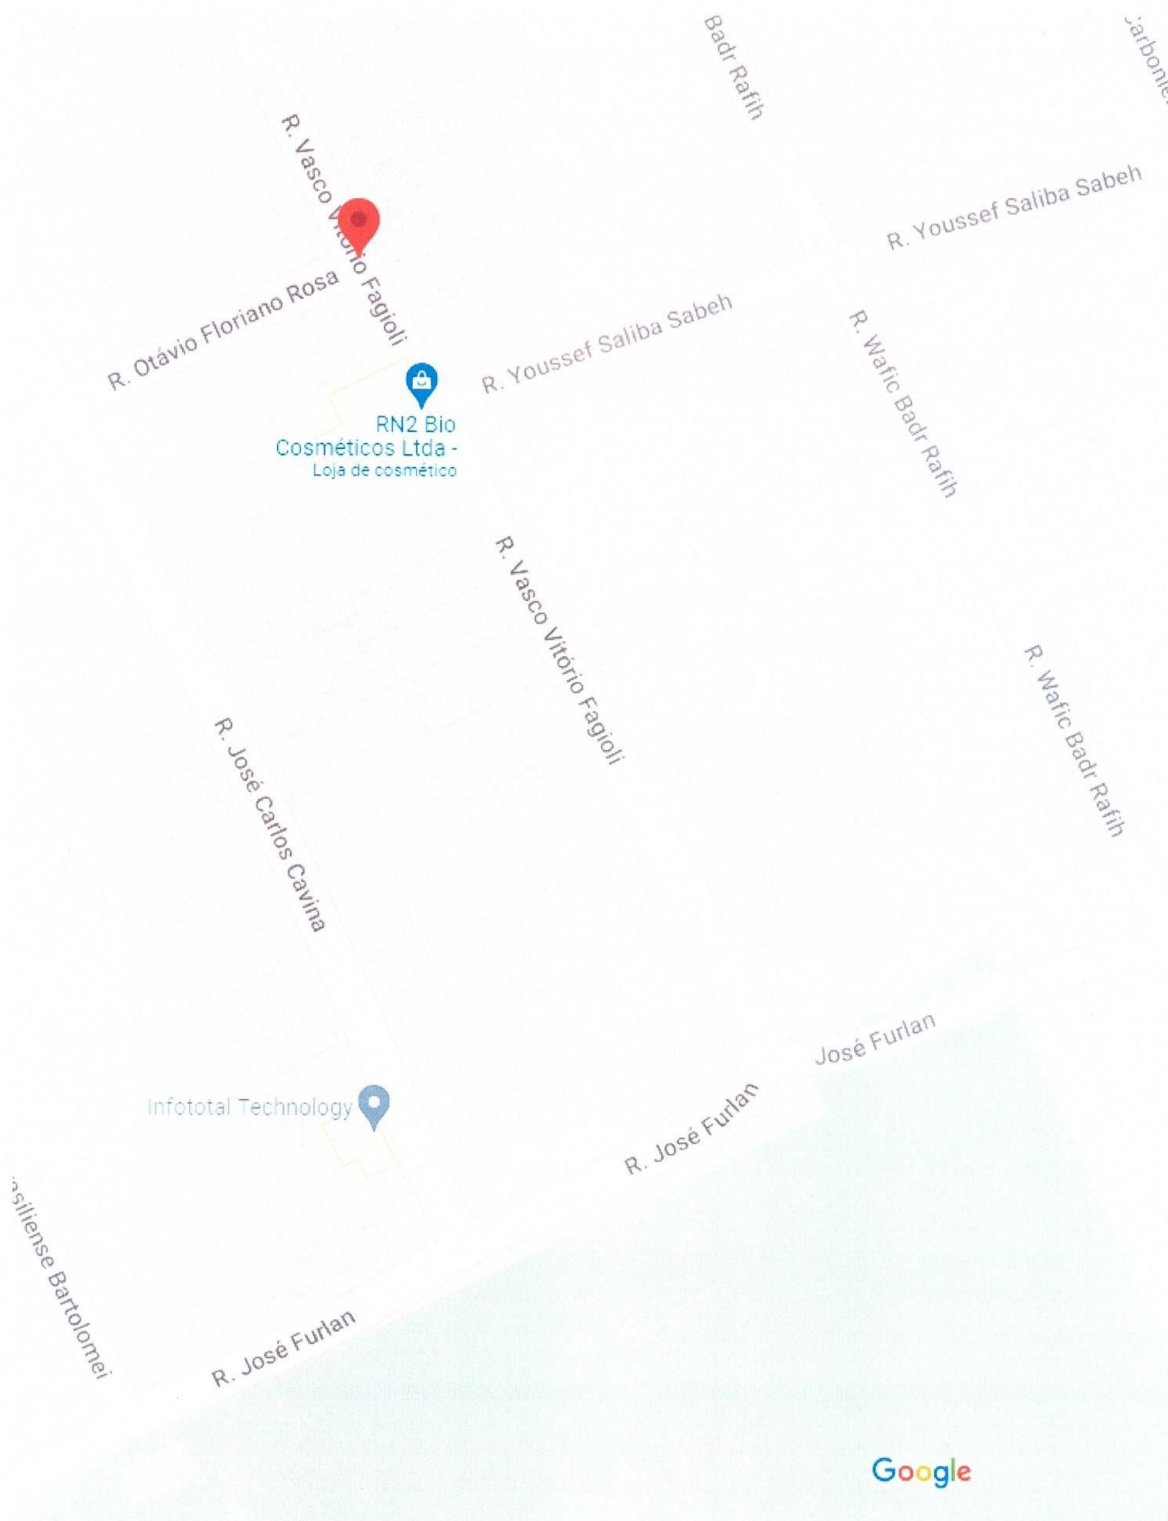 Badr Rafih
R. Vasco Vitório Fagioli
R. Youssef Saliba Sabeh
R. Otávio Floriano Rosa
R. Youssef Saliba Sabeh
R. Wafic Badr Rafih
RN2 Bio
Cosméticos Ltda -
Loja de cosmético
R. Vasco Vitório Fagioli
R. Wafic Badr Rafih
R. José Carlos Cavina
José Furlan
Infototal Technology
R. José Furlan
Bartolomei
R. José Furlan
Google